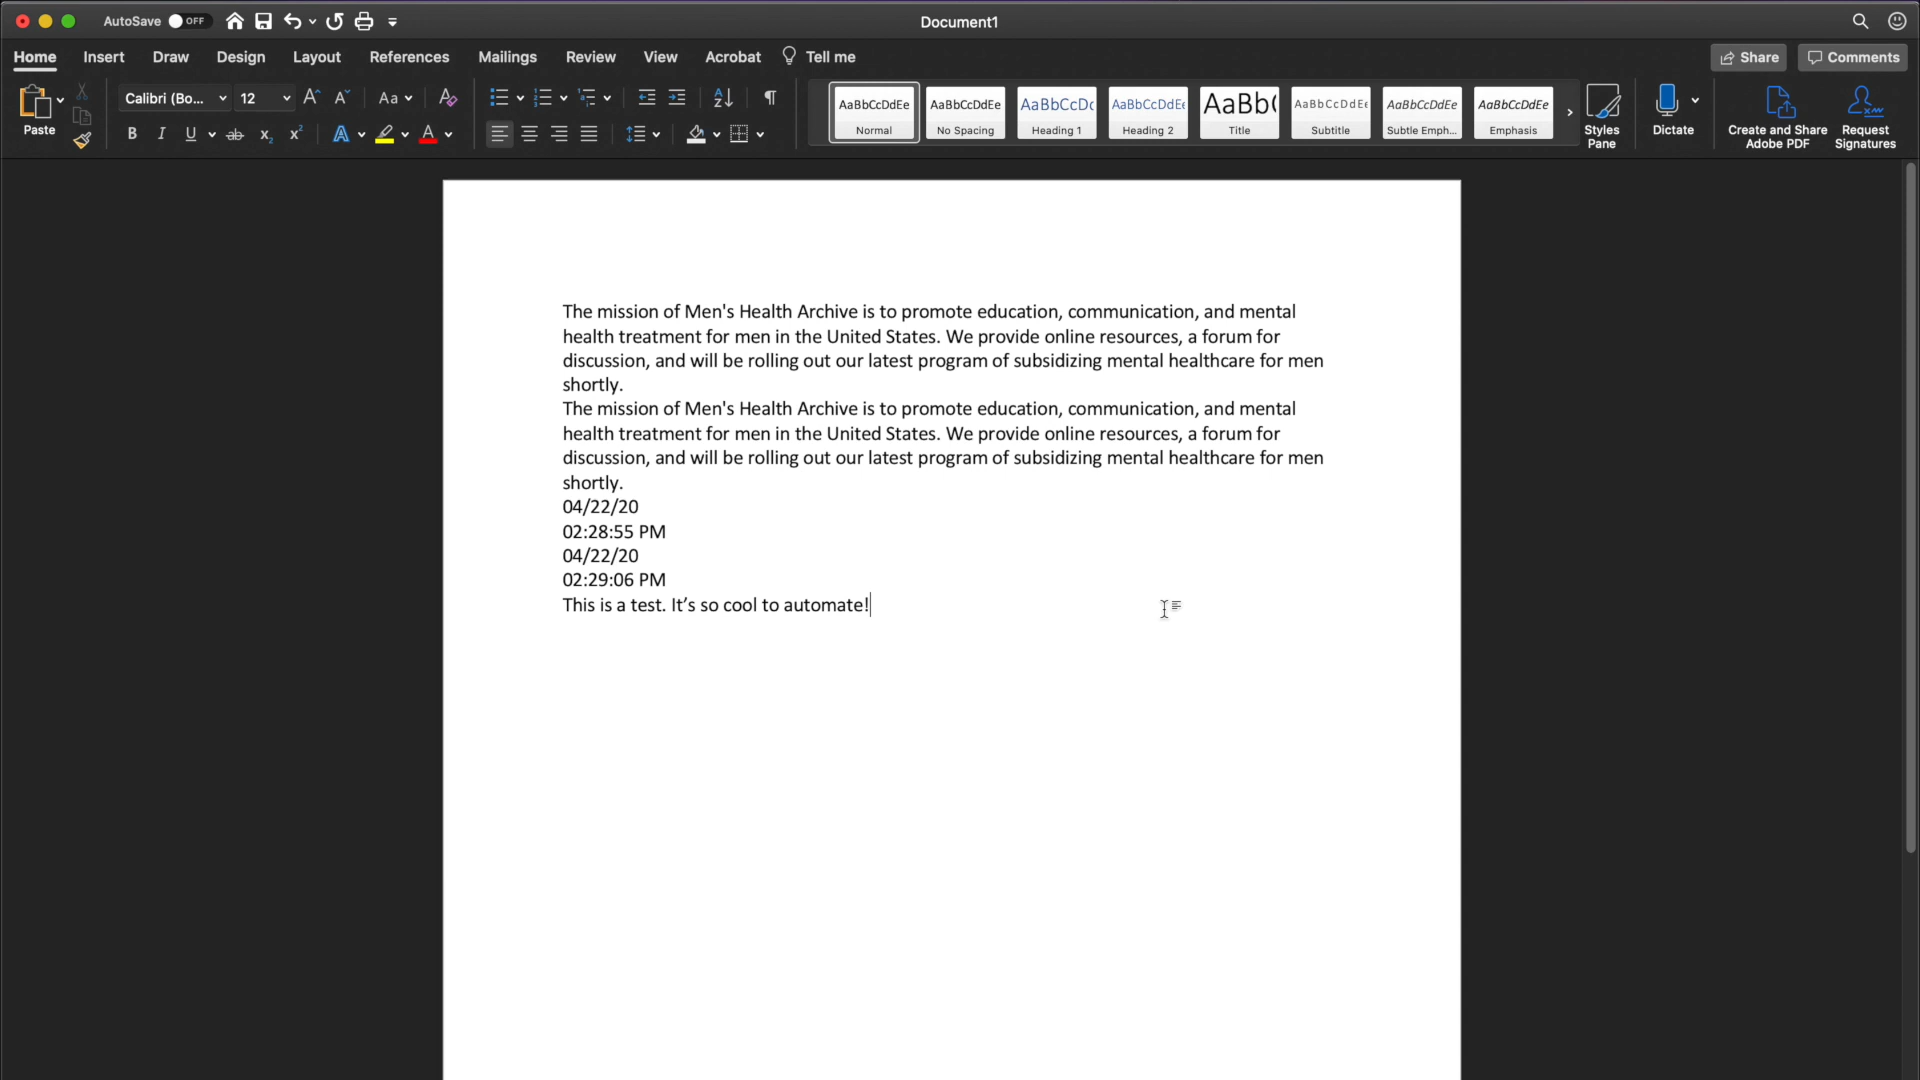 AutoSave OFF
Document1
Home Insert Draw Design Layout References Mailings Review View Acrobat Tell me Share Comments
Paste
Calibri (Bo... 12 Aa
AaBbCcDdEe AaBbCcDdEe AaBbCcDc AaBbCcDdEe AaBb( AaBbCcDdEe AaBbCcDdEe AaBbCcDdEe
Normal No Spacing Heading 1 Heading 2 Title Subtitle Subtle Emph... Emphasis
Styles Pane
Dictate
Create and Share Adobe PDF
Request Signatures
The mission of Men's Health Archive is to promote education, communication, and mental
health treatment for men in the United States. We provide online resources, a forum for
discussion, and will be rolling out our latest program of subsidizing mental healthcare for men
shortly.
The mission of Men's Health Archive is to promote education, communication, and mental
health treatment for men in the United States. We provide online resources, a forum for
discussion, and will be rolling out our latest program of subsidizing mental healthcare for men
shortly.
04/22/20
02:28:55 PM
04/22/20
02:29:06 PM
This is a test. It’s so cool to automate!